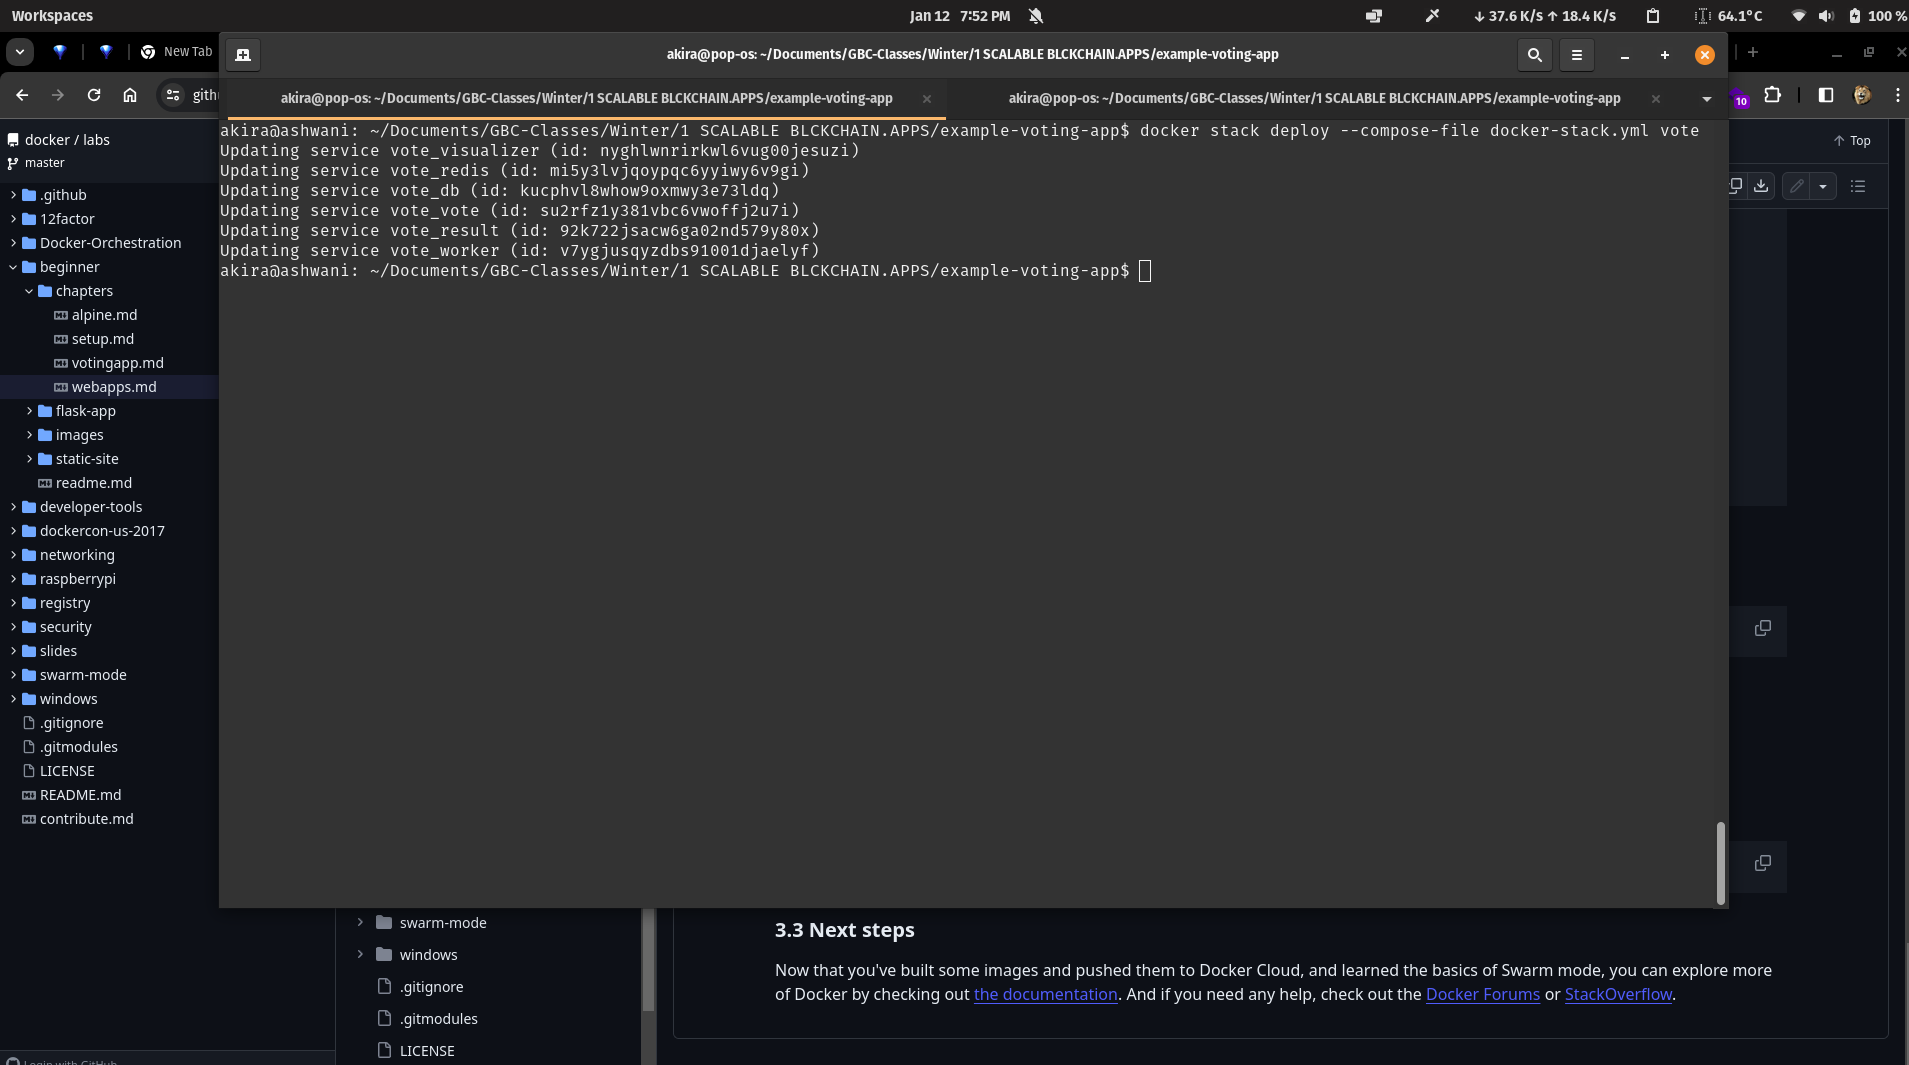 Workspaces
Jan 12 7:52 PM
↓ 37.6 K/s ↑ 18.4 K/s
64.1°C
100 %
New Tab
akira@pop-os: ~/Documents/GBC-Classes/Winter/1 SCALABLE BLCKCHAIN.APPS/example-voting-app
gith
akira@pop-os: ~/Documents/GBC-Classes/Winter/1 SCALABLE BLCKCHAIN.APPS/example-voting-app
akira@pop-os: ~/Documents/GBC-Classes/Winter/1 SCALABLE BLCKCHAIN.APPS/example-voting-app
10
akira@ashwani: ~/Documents/GBC-Classes/Winter/1 SCALABLE BLCKCHAIN.APPS/example-voting-app$ docker stack deploy --compose-file docker-stack.yml vote
Updating service vote_visualizer (id: nyghlwnrirkwl6vug00jesuzi)
Updating service vote_redis (id: mi5y3lvjqoypqc6yyiwy6v9gi)
Updating service vote_db (id: kucphvl8whow9oxmwy3e73ldq)
Updating service vote_vote (id: su2rfz1y381vbc6vwoffj2u7i)
Updating service vote_result (id: 92k722jsacw6ga02nd579y80x)
Updating service vote_worker (id: v7ygjusqyzdbs91001djaelyf)
akira@ashwani: ~/Documents/GBC-Classes/Winter/1 SCALABLE BLCKCHAIN.APPS/example-voting-app$
docker / labs
master
.github
12factor
Docker-Orchestration
beginner
chapters
alpine.md
setup.md
votingapp.md
webapps.md
flask-app
images
static-site
readme.md
developer-tools
dockercon-us-2017
networking
raspberrypi
registry
security
slides
swarm-mode
windows
.gitignore
.gitmodules
LICENSE
README.md
contribute.md
Login with GitHub
Top
swarm-mode
windows
.gitignore
.gitmodules
LICENSE
3.3 Next steps
Now that you've built some images and pushed them to Docker Cloud, and learned the basics of Swarm mode, you can explore more
of Docker by checking out the documentation. And if you need any help, check out the Docker Forums or StackOverflow.